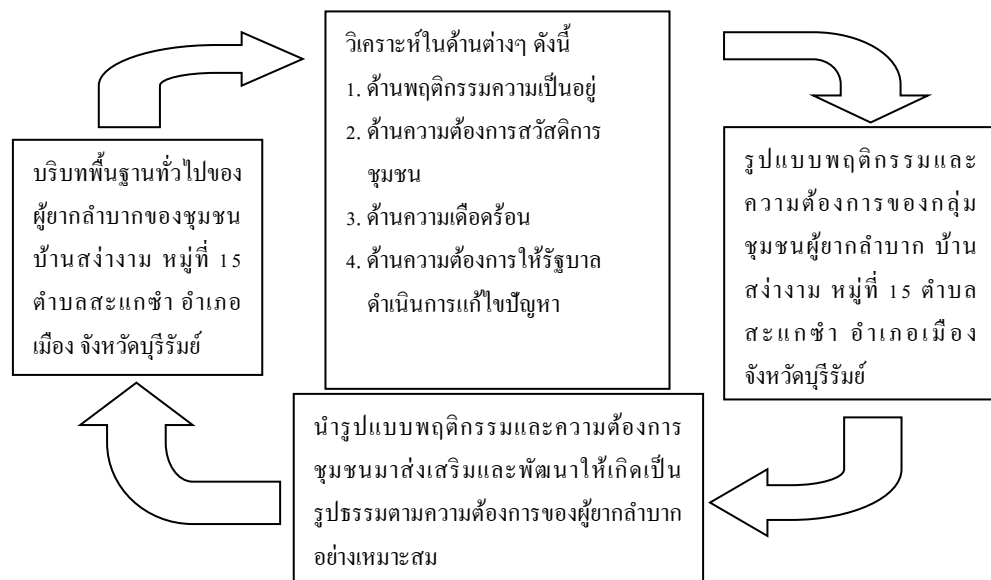 วิเคราะห์ในด้านต่างๆ ดังนี้
1. ด้านพฤติกรรมความเป็นอยู่
2. ด้านความต้องการสวัสดิการ
ชุมชน
3. ด้านความเดือดร้อน
4. ด้านความต้องการให้รัฐบาล
ดำเนินการแก้ไขปัญหา
บริบทพื้นฐานทั่วไปของ
ผู้ยากลำบากของชุมชน
บ้านสง่างาม หมู่ที่ 15
ตำบลสะแกซำ อำเภอ
เมือง จังหวัดบุรีรัมย์
รูปแบบพฤติกรรมและ
ความต้องการของกลุ่ม
ชุมชนผู้ยากลำบาก บ้าน
สง่างาม หมู่ที่ 15 ตำบล
สะแกซำ อำเภอเมือง
จังหวัดบุรีรัมย์
นำรูปแบบพฤติกรรมและความต้องการ
ชุมชนมาส่งเสริมและพัฒนาให้เกิดเป็น
รูปธรรมตามความต้องการของผู้ยากลำบาก
อย่างเหมาะสม